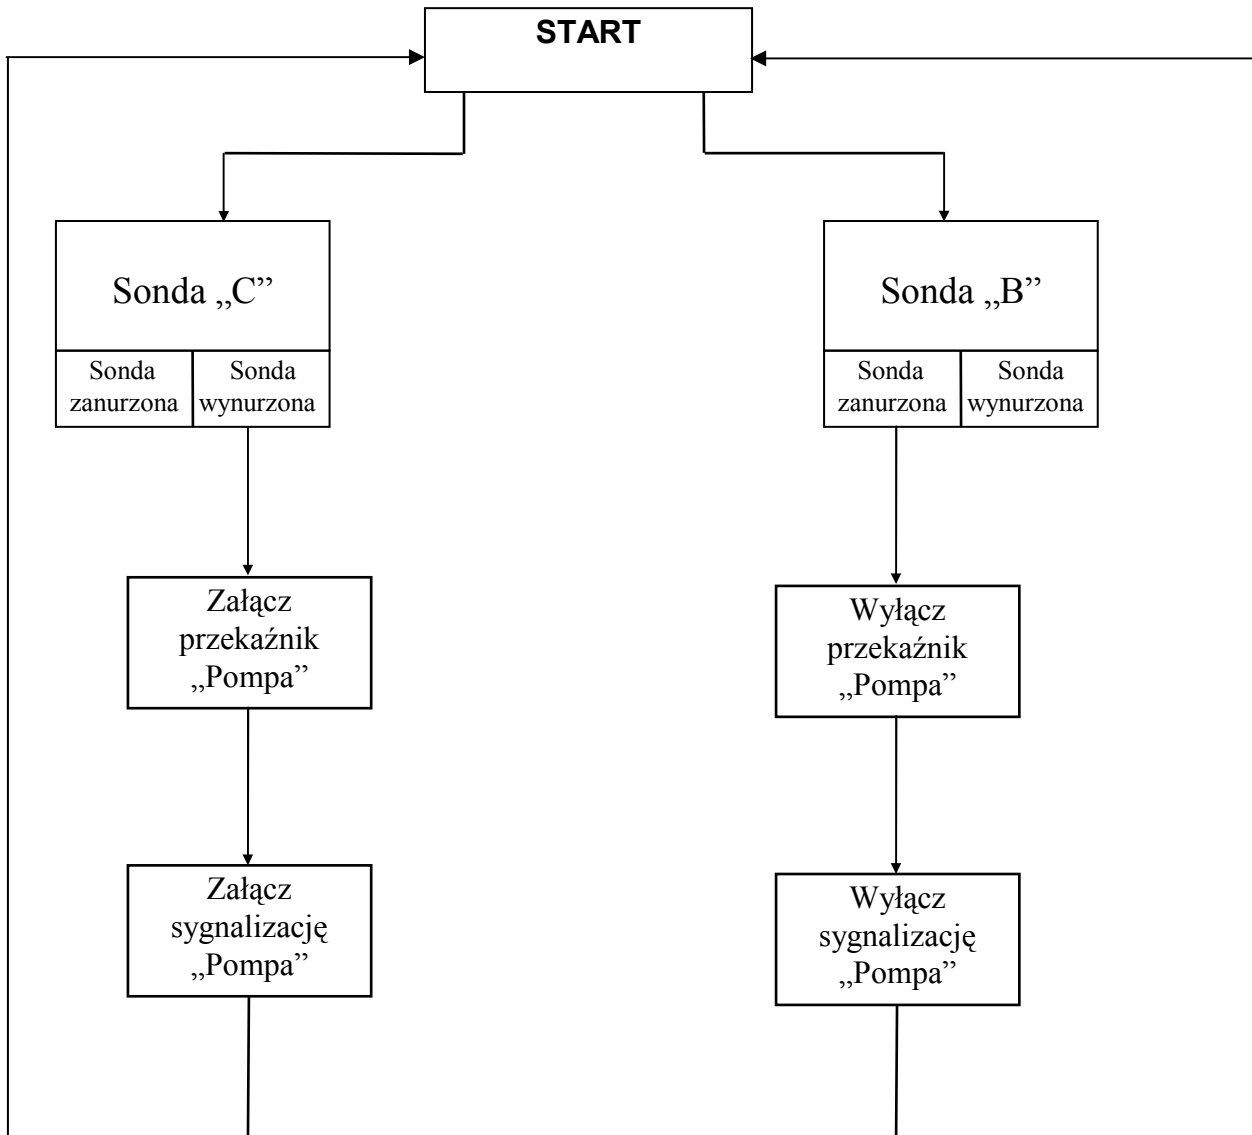 START
Sonda „C”
Sonda
zanurzona
Sonda
wynurzona
Załącz
przekaźnik
„Pompa”
Załącz
sygnalizację
„Pompa”
Sonda „B”
Sonda
zanurzona
Sonda
wynurzona
Wyłącz
przekaźnik
„Pompa”
Wyłącz
sygnalizację
„Pompa”